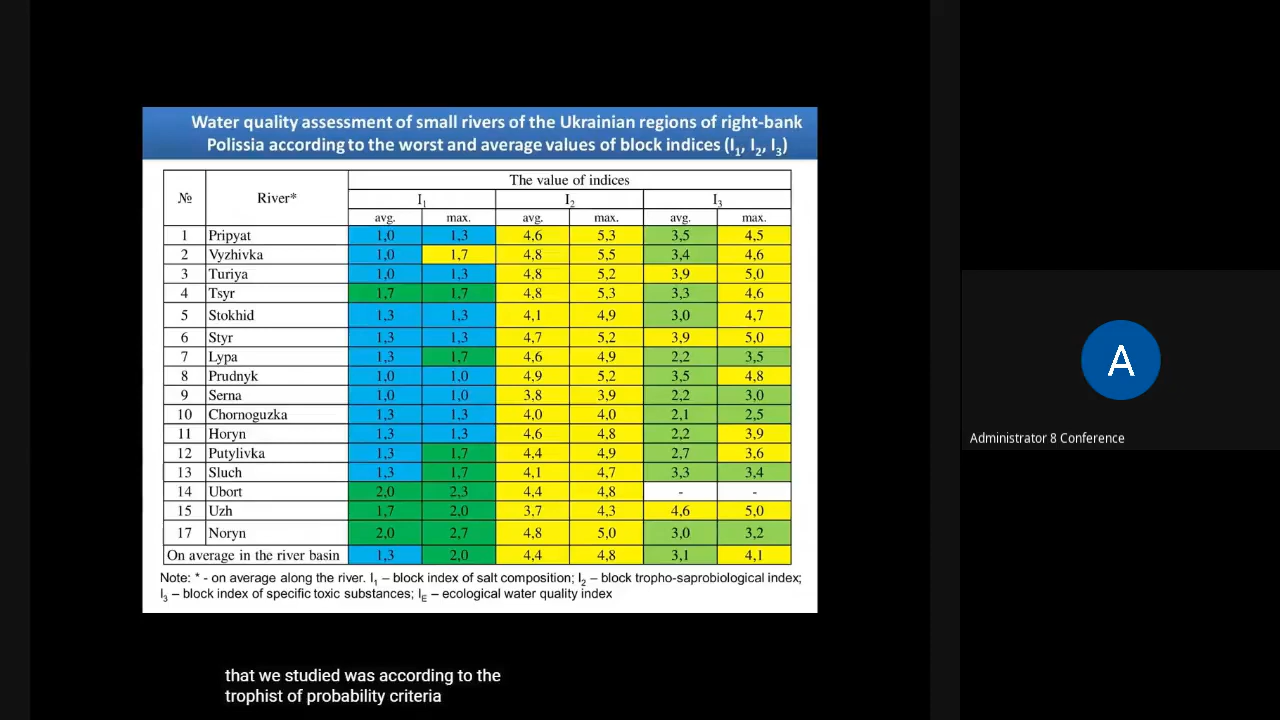 Water quality assessment of small rivers of the Ukrainian regions of right-bank
Polissia according to the worst and average values of block indices (I₁, I₂, I₃)
№ River* The value of indices
I₁ I₂ I₃
avg. max. avg. max. avg. max.
1 Pripyat 1,0 1,3 4,6 5,3 3,5 4,5
2 Vyzhivka 1,0 1,7 4,8 5,5 3,4 4,6
3 Turiya 1,0 1,3 4,8 5,2 3,9 5,0
4 Tsyr 1,7 1,7 4,8 5,3 3,3 4,6
5 Stokhid 1,3 1,3 4,1 4,9 3,0 4,7
6 Styr 1,3 1,3 4,7 5,2 3,9 5,0
7 Lypa 1,3 1,7 4,6 4,9 2,2 3,5
8 Prudnyk 1,0 1,0 4,9 5,2 3,5 4,8
9 Serna 1,0 1,0 3,8 3,9 2,2 3,0
10 Chornoguzka 1,3 1,3 4,0 4,0 2,1 2,5
11 Horyn 1,3 1,3 4,6 4,8 2,2 3,9
12 Putylivka 1,3 1,7 4,4 4,9 2,7 3,6
13 Sluch 1,3 1,7 4,1 4,7 3,3 3,4
14 Ubort 2,0 2,3 4,4 4,8 - -
15 Uzh 1,7 2,0 3,7 4,3 4,6 5,0
17 Noryn 2,0 2,7 4,8 5,0 3,0 3,2
On average in the river basin 1,3 2,0 4,4 4,8 3,1 4,1
Note: * - on average along the river. I₁ – block index of salt composition; I₂ – block tropho-saprobiological index;
I₃ – block index of specific toxic substances; I_E – ecological water quality index
A
Administrator 8 Conference
that we studied was according to the
trophist of probability criteria